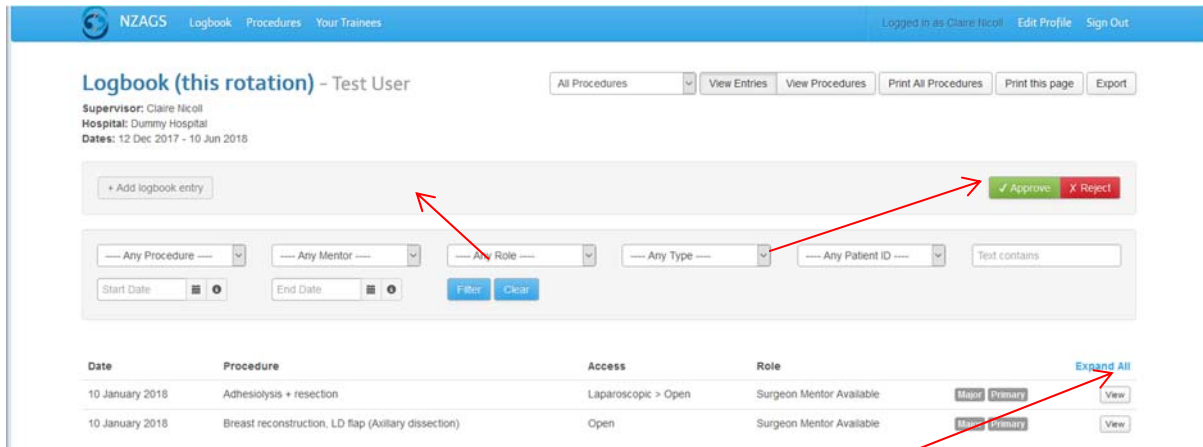 NZAGS Logbook Procedures Your Trainees Logged in as Claire Nicoll Edit Profile Sign Out
Logbook (this rotation) - Test User All Procedures View Entries View Procedures Print All Procedures Print this page Export
Supervisor: Claire Nicoll
Hospital: Dummy Hospital
Dates: 12 Dec 2017 - 10 Jun 2018
+ Add logbook entry ✓ Approve X Reject
---- Any Procedure ---- ---- Any Mentor ---- ---- Any Role ---- ---- Any Type ---- ---- Any Patient ID ---- Text contains
Start Date End Date Filter Clear
Date Procedure Access Role Expand All
10 January 2018 Adhesiolysis + resection Laparoscopic > Open Surgeon Mentor Available Major Primary View
10 January 2018 Breast reconstruction, LD flap (Axillary dissection) Open Surgeon Mentor Available Major Primary View